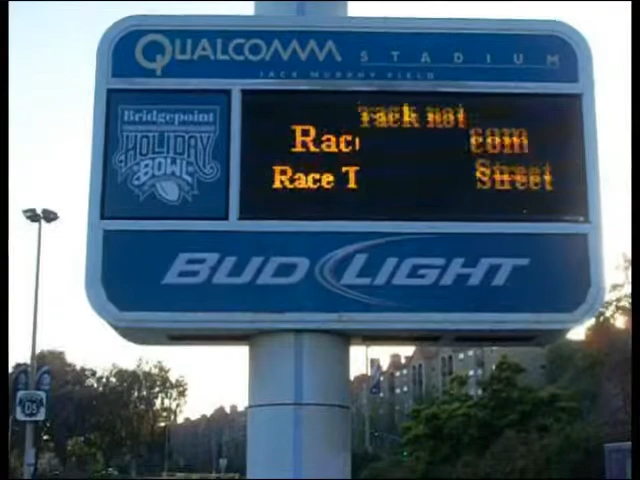 QUALCOMM STADIUM
JACK MURPHY FIELD
Bridgepoint
HOLIDAY
BOWL
rack not
Rac com
Race T Street
BUD LIGHT